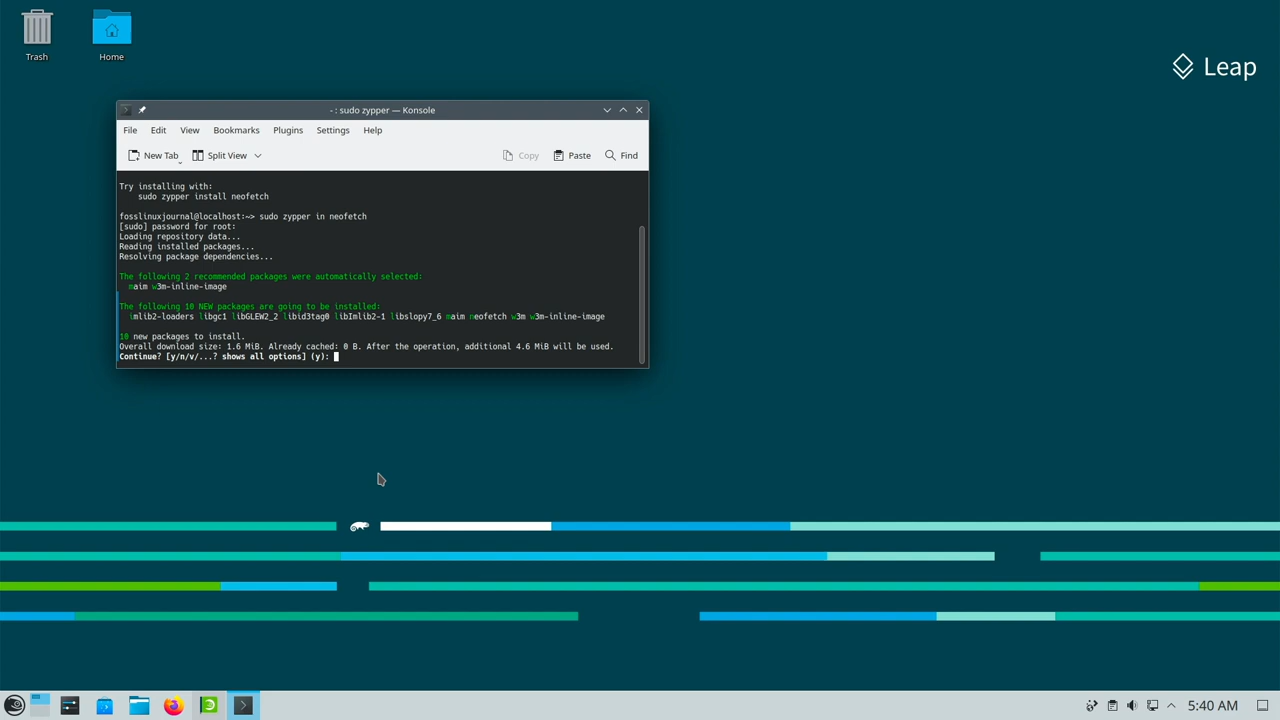 Trash
Home
Leap
- : sudo zypper — Konsole
File Edit View Bookmarks Plugins Settings Help
New Tab Split View Copy Paste Find
Try installing with:
sudo zypper install neofetch
fosslinuxjournal@localhost:~> sudo zypper in neofetch
[sudo] password for root:
Loading repository data...
Reading installed packages...
Resolving package dependencies...
The following 2 recommended packages were automatically selected:
maim w3m-inline-image
The following 10 NEW packages are going to be installed:
imlib2-loaders libgc1 libGLEW2_2 libid3tag0 libImlib2-1 libslopy7_6 maim neofetch w3m w3m-inline-image
10 new packages to install.
Overall download size: 1.6 MiB. Already cached: 0 B. After the operation, additional 4.6 MiB will be used.
Continue? [y/n/v/...? shows all options] (y):
5:40 AM